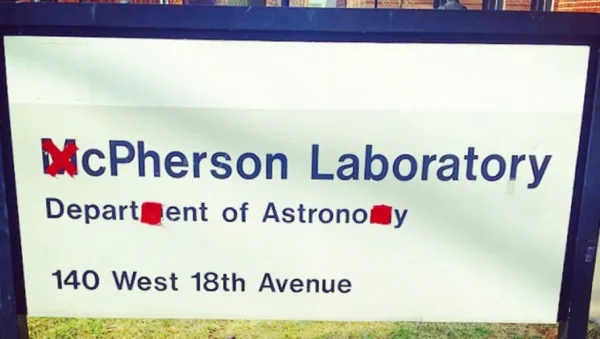 McPherson Laboratory
Depart ent of Astrono y
140 West 18th Avenue